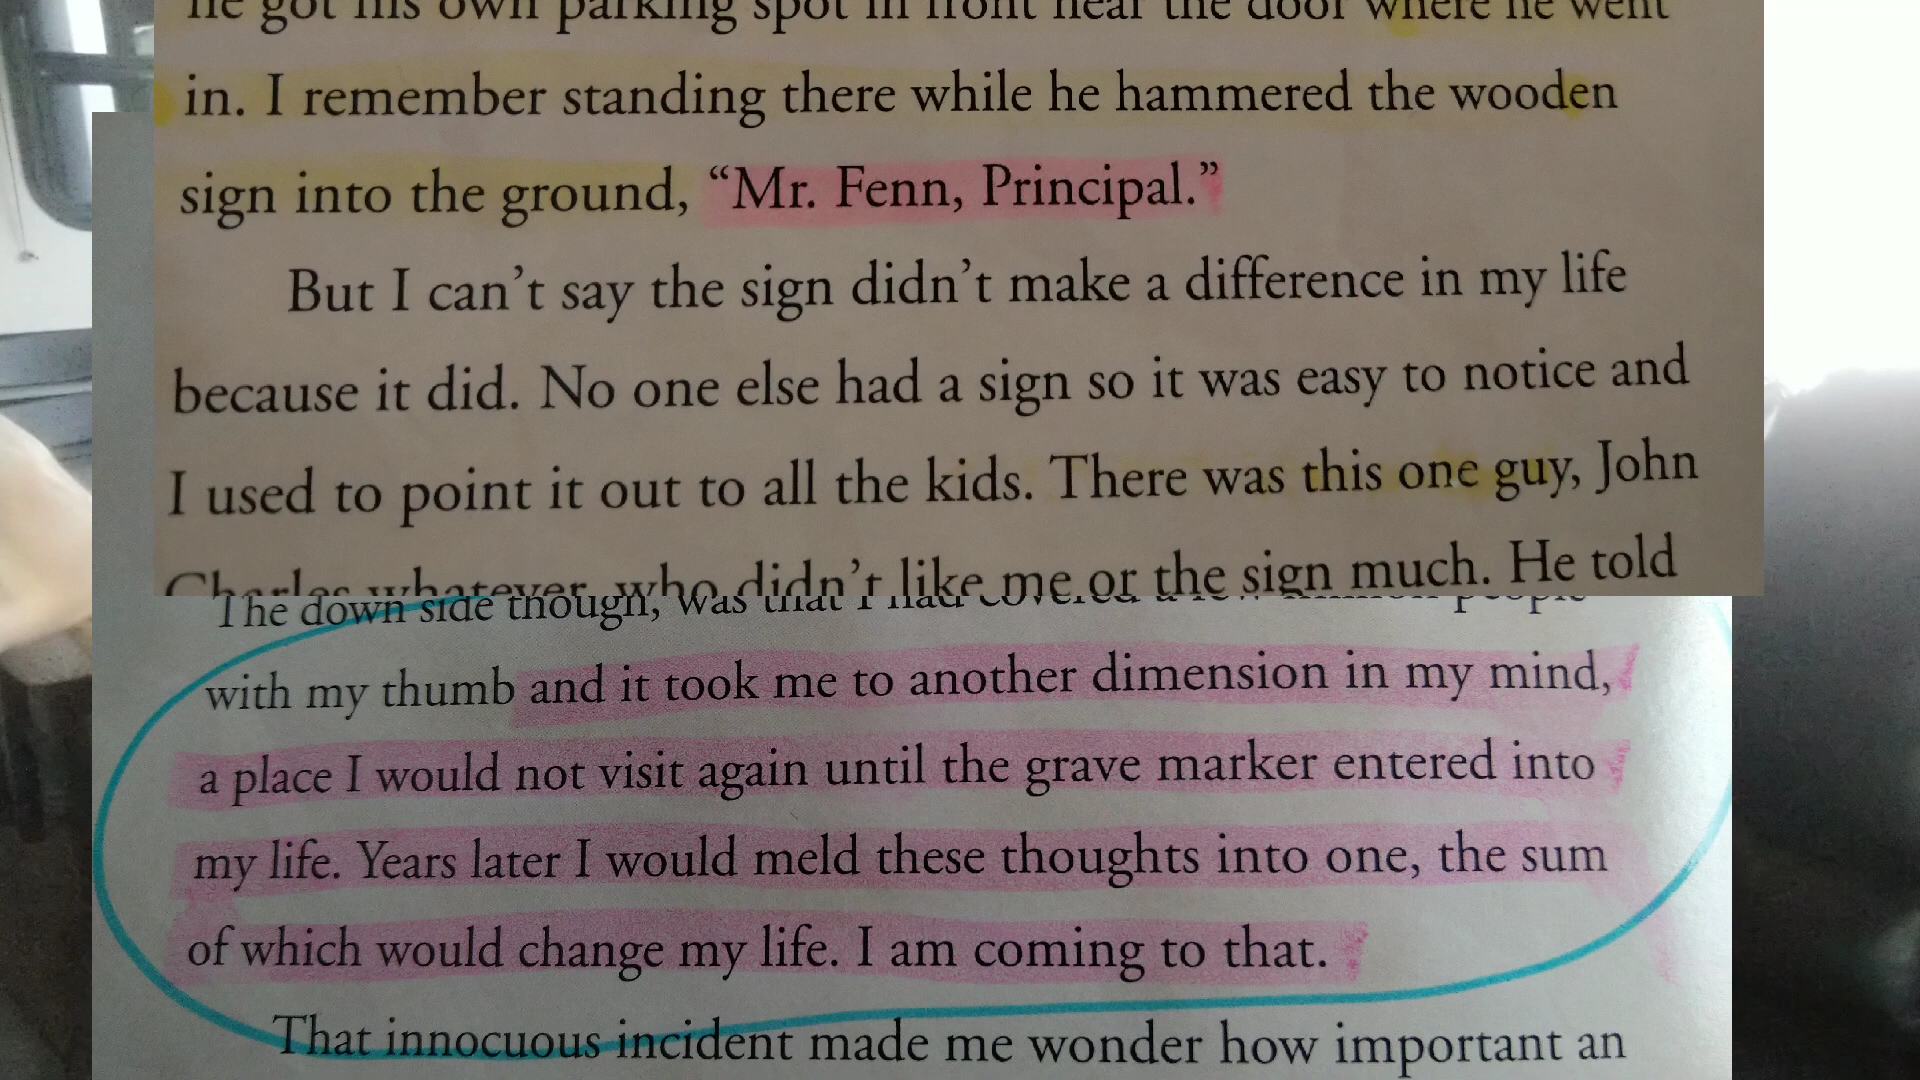 he got his own parking spot in front near the door where he went
in. I remember standing there while he hammered the wooden
sign into the ground, “Mr. Fenn, Principal.”
But I can’t say the sign didn’t make a difference in my life
because it did. No one else had a sign so it was easy to notice and
I used to point it out to all the kids. There was this one guy, John
Charles whatever, who didn’t like me or the sign much. He told
The down side though, was that I had
with my thumb and it took me to another dimension in my mind,
a place I would not visit again until the grave marker entered into
my life. Years later I would meld these thoughts into one, the sum
of which would change my life. I am coming to that.
That innocuous incident made me wonder how important an